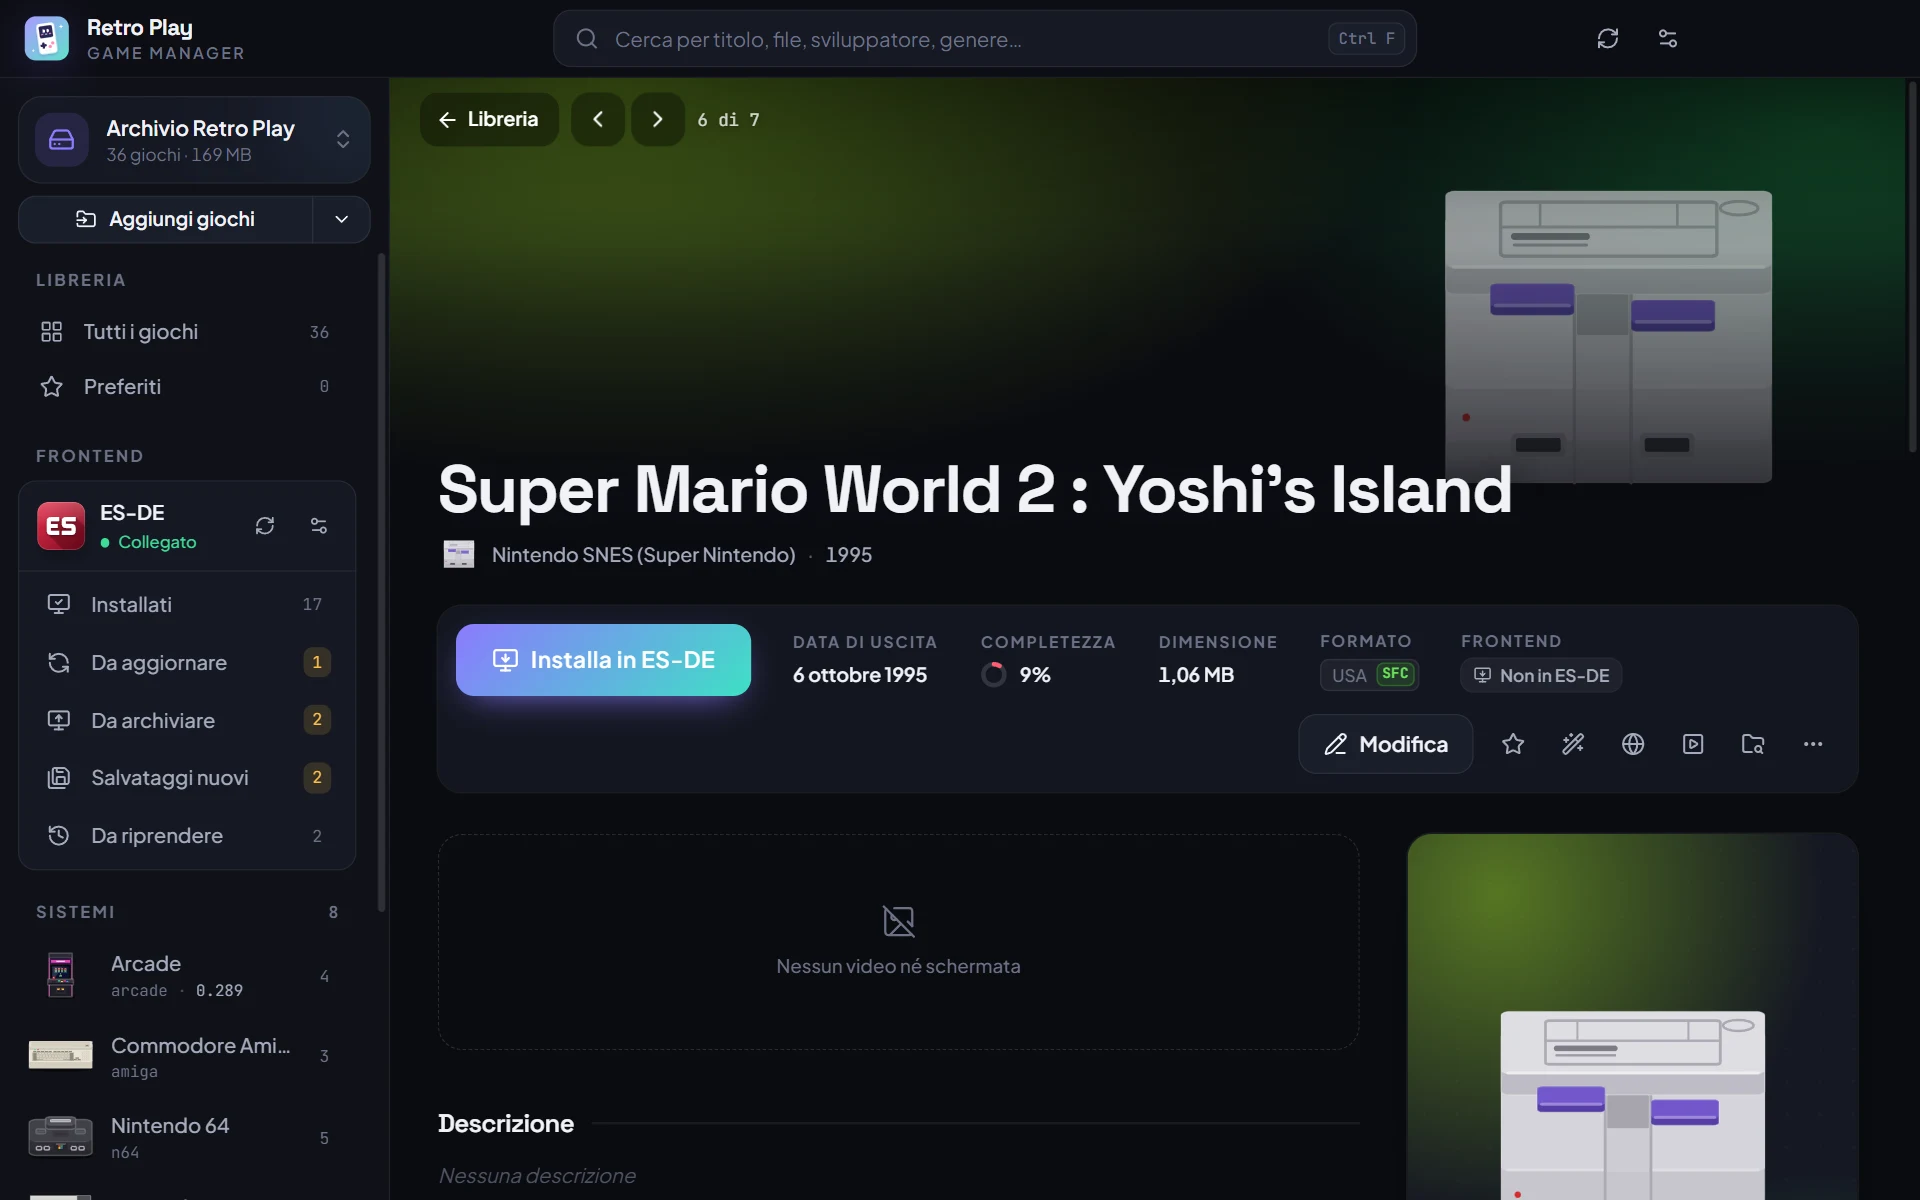 Retro Play
GAME MANAGER
Cerca per titolo, file, sviluppatore, genere…
Ctrl F
Archivio Retro Play
36 giochi · 169 MB
Aggiungi giochi
LIBRERIA
Tutti i giochi 36
Preferiti 0
FRONTEND
ES
ES-DE
Collegato
Installati 17
Da aggiornare 1
Da archiviare 2
Salvataggi nuovi 2
Da riprendere 2
SISTEMI 8
Arcade
arcade · 0.289
4
Commodore Ami…
amiga
3
Nintendo 64
n64
5
Libreria
6 di 7
Super Mario World 2 : Yoshi’s Island
Nintendo SNES (Super Nintendo) · 1995
Installa in ES-DE
DATA DI USCITA
6 ottobre 1995
COMPLETEZZA
9%
DIMENSIONE
1,06 MB
FORMATO
USA SFC
FRONTEND
Non in ES-DE
Modifica
Nessun video né schermata
Descrizione
Nessuna descrizione